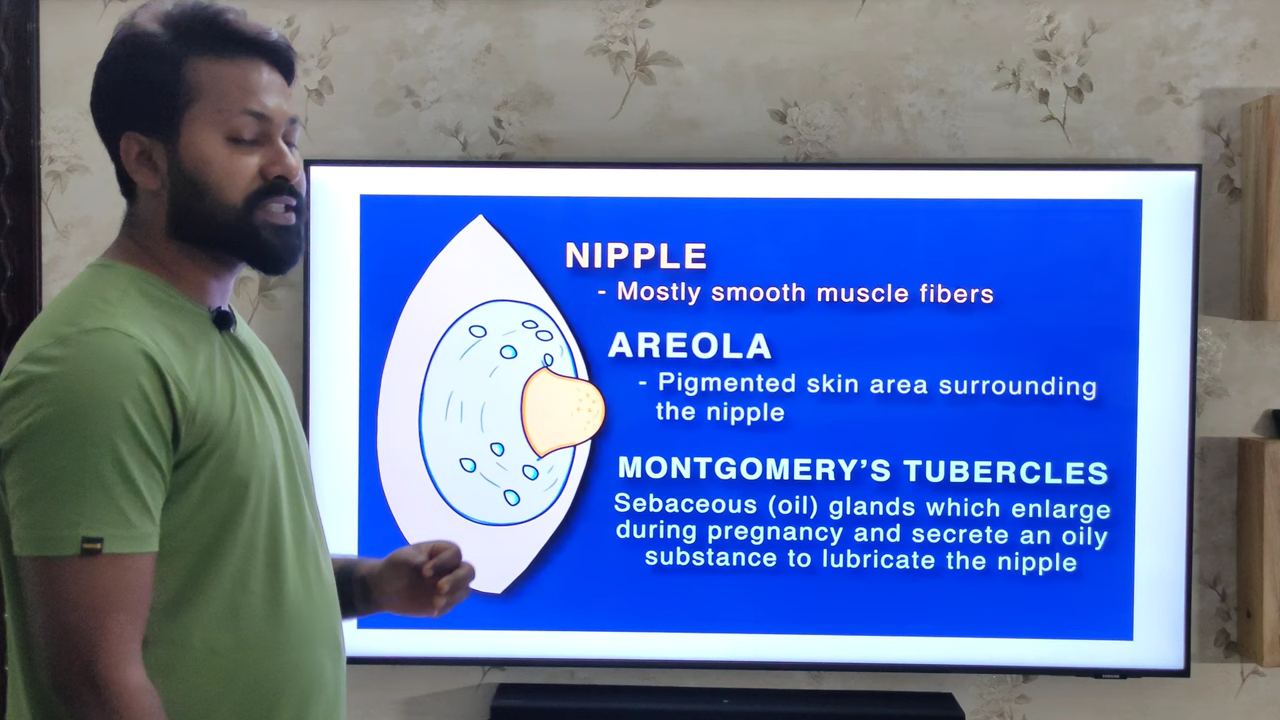 NIPPLE
- Mostly smooth muscle fibers
AREOLA
- Pigmented skin area surrounding
the nipple
MONTGOMERY'S TUBERCLES
Sebaceous (oil) glands which enlarge
during pregnancy and secrete an oily
substance to lubricate the nipple
SAMSUNG